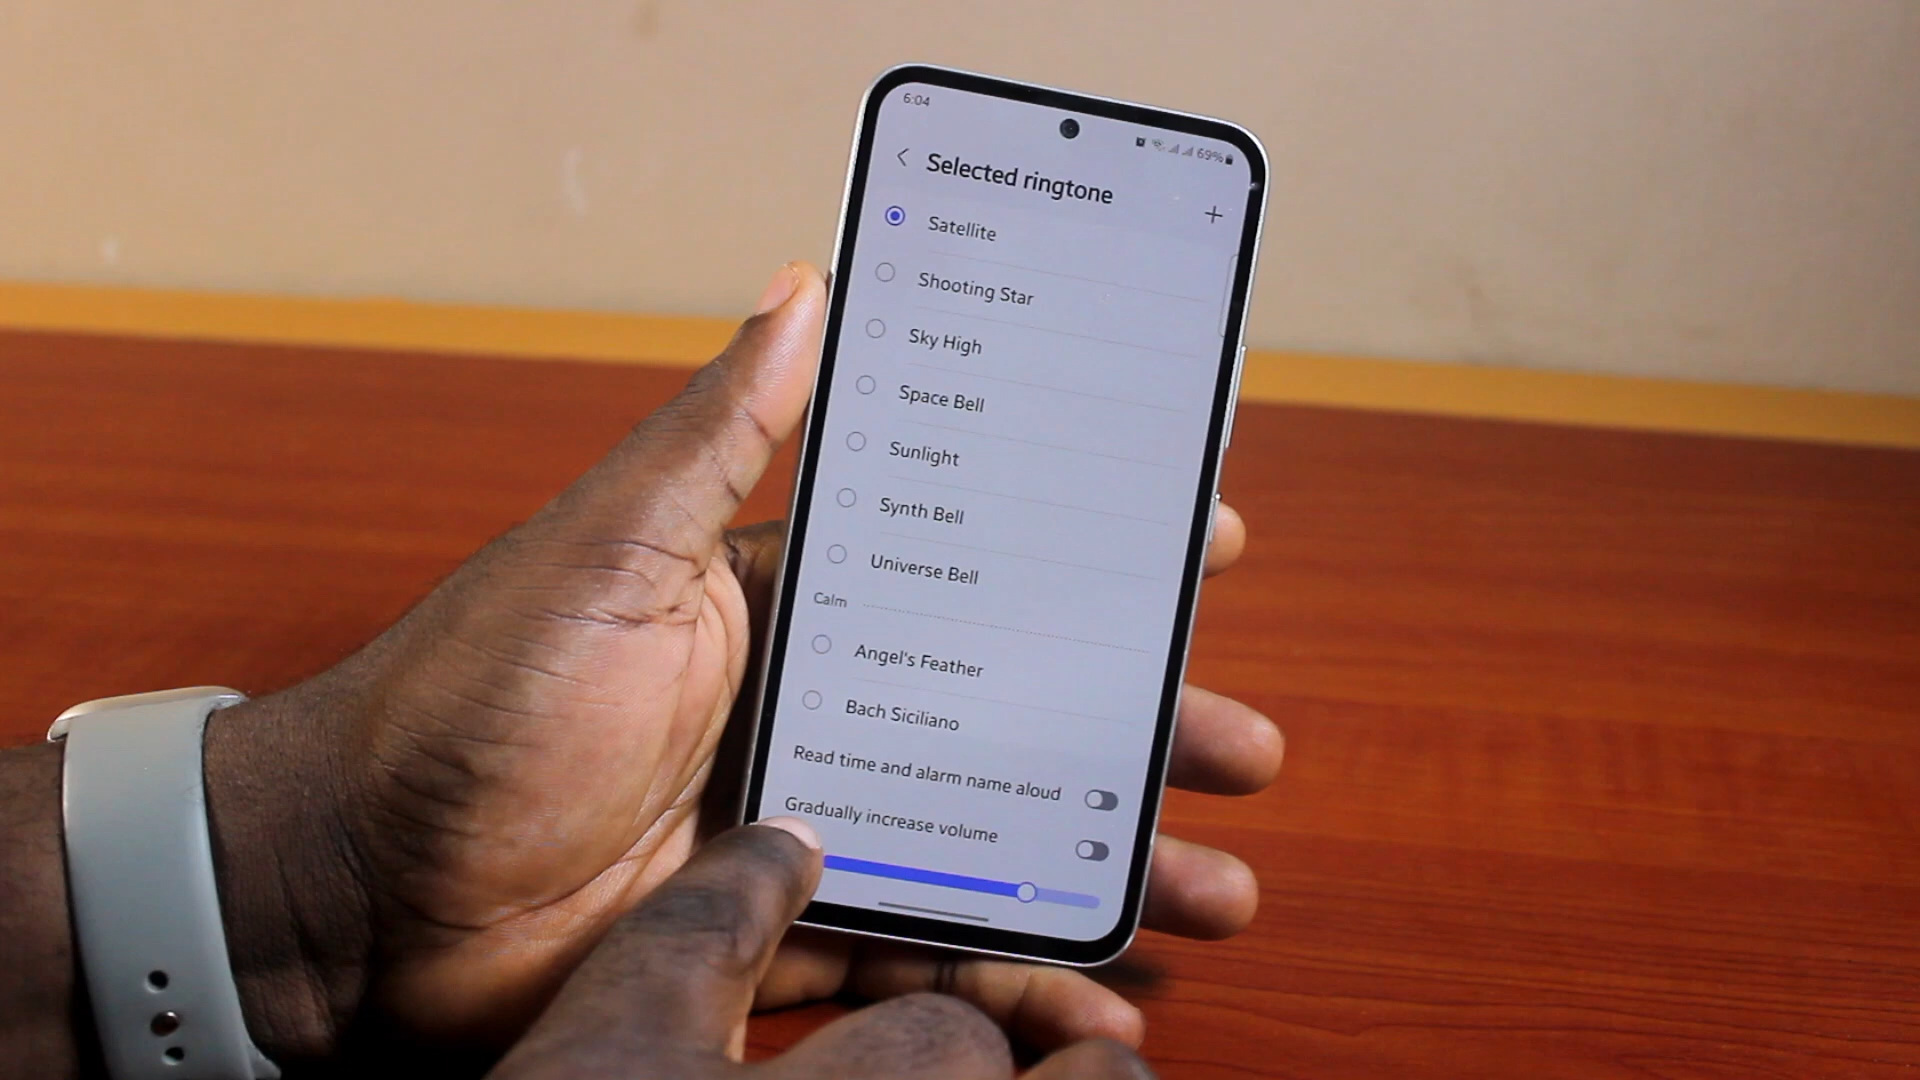 6:04
69%
Selected ringtone
Satellite
Shooting Star
Sky High
Space Bell
Sunlight
Synth Bell
Universe Bell
Calm
Angel's Feather
Bach Siciliano
Read time and alarm name aloud
Gradually increase volume